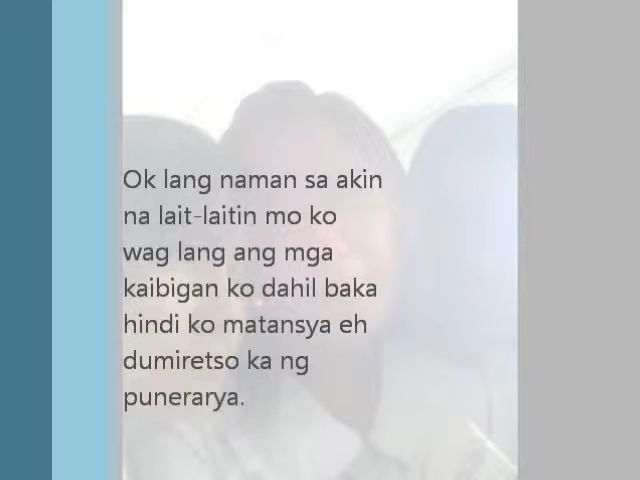 Ok lang naman sa akin
na lait-laitin mo ko
wag lang ang mga
kaibigan ko dahil baka
hindi ko matansya eh
dumiretso ka ng
punerarya.